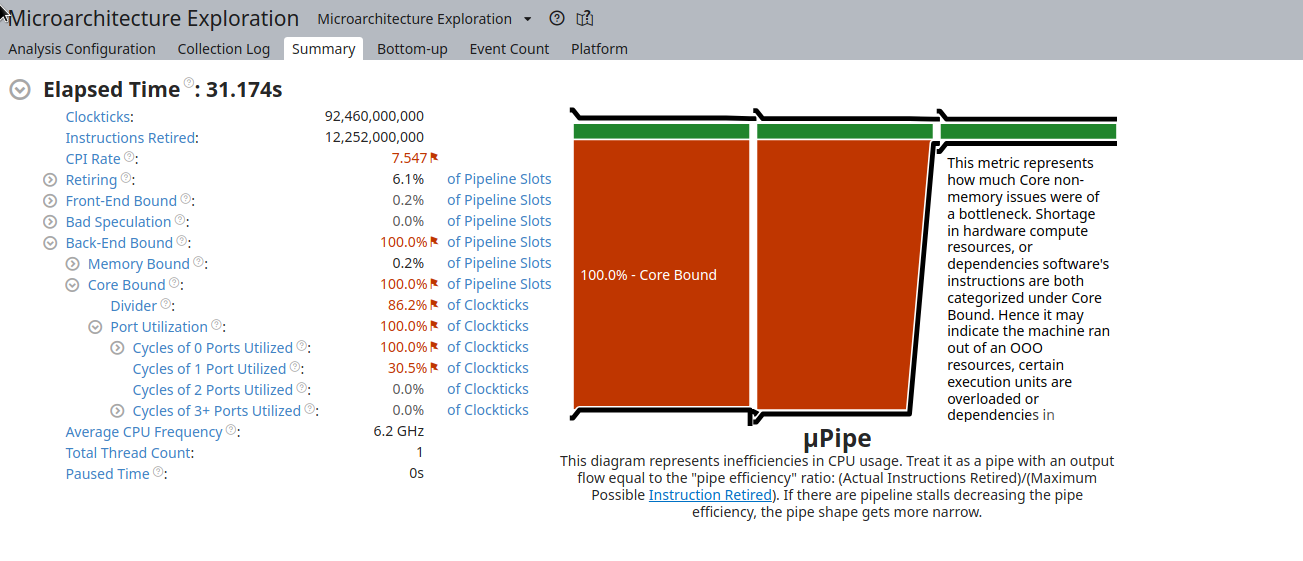 Microarchitecture Exploration Microarchitecture Exploration
Analysis Configuration Collection Log Summary Bottom-up Event Count Platform
Elapsed Time : 31.174s
Clockticks: 92,460,000,000
Instructions Retired: 12,252,000,000
CPI Rate : 7.547
Retiring : 6.1% of Pipeline Slots
Front-End Bound : 0.2% of Pipeline Slots
Bad Speculation : 0.0% of Pipeline Slots
Back-End Bound : 100.0% of Pipeline Slots
Memory Bound : 0.2% of Pipeline Slots
Core Bound : 100.0% of Pipeline Slots
Divider : 86.2% of Clockticks
Port Utilization : 100.0% of Clockticks
Cycles of 0 Ports Utilized : 100.0% of Clockticks
Cycles of 1 Port Utilized : 30.5% of Clockticks
Cycles of 2 Ports Utilized : 0.0% of Clockticks
Cycles of 3+ Ports Utilized : 0.0% of Clockticks
Average CPU Frequency : 6.2 GHz
Total Thread Count: 1
Paused Time : 0s
100.0% - Core Bound
This metric represents
how much Core non-
memory issues were of
a bottleneck. Shortage
in hardware compute
resources, or
dependencies software's
instructions are both
categorized under Core
Bound. Hence it may
indicate the machine ran
out of an OOO
resources, certain
execution units are
overloaded or
dependencies in
µPipe
This diagram represents inefficiencies in CPU usage. Treat it as a pipe with an output
flow equal to the "pipe efficiency" ratio: (Actual Instructions Retired)/(Maximum
Possible Instruction Retired). If there are pipeline stalls decreasing the pipe
efficiency, the pipe shape gets more narrow.